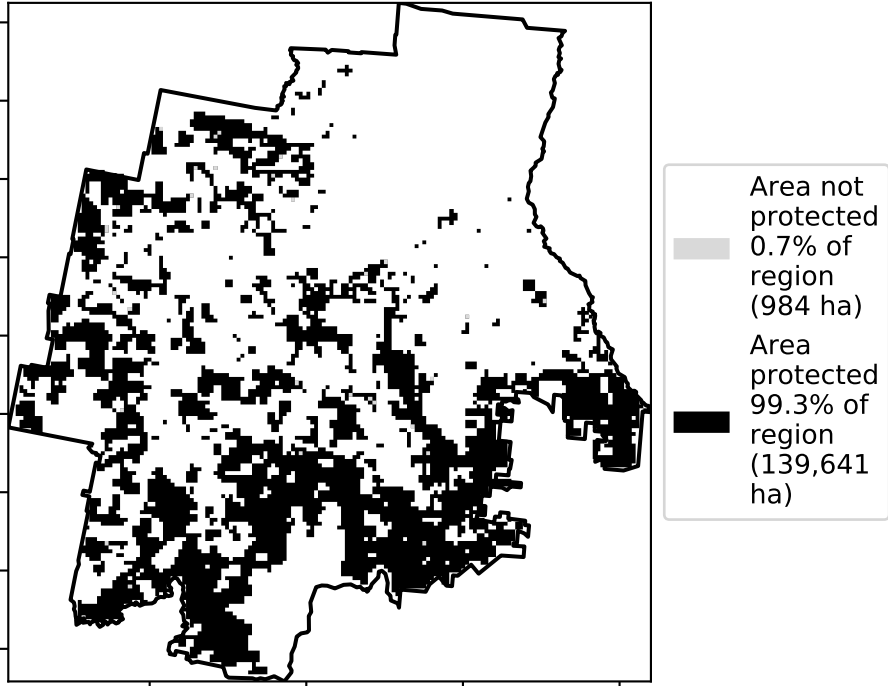 Area not
protected
0.7% of
region
(984 ha)
Area
protected
99.3% of
region
(139,641
ha)